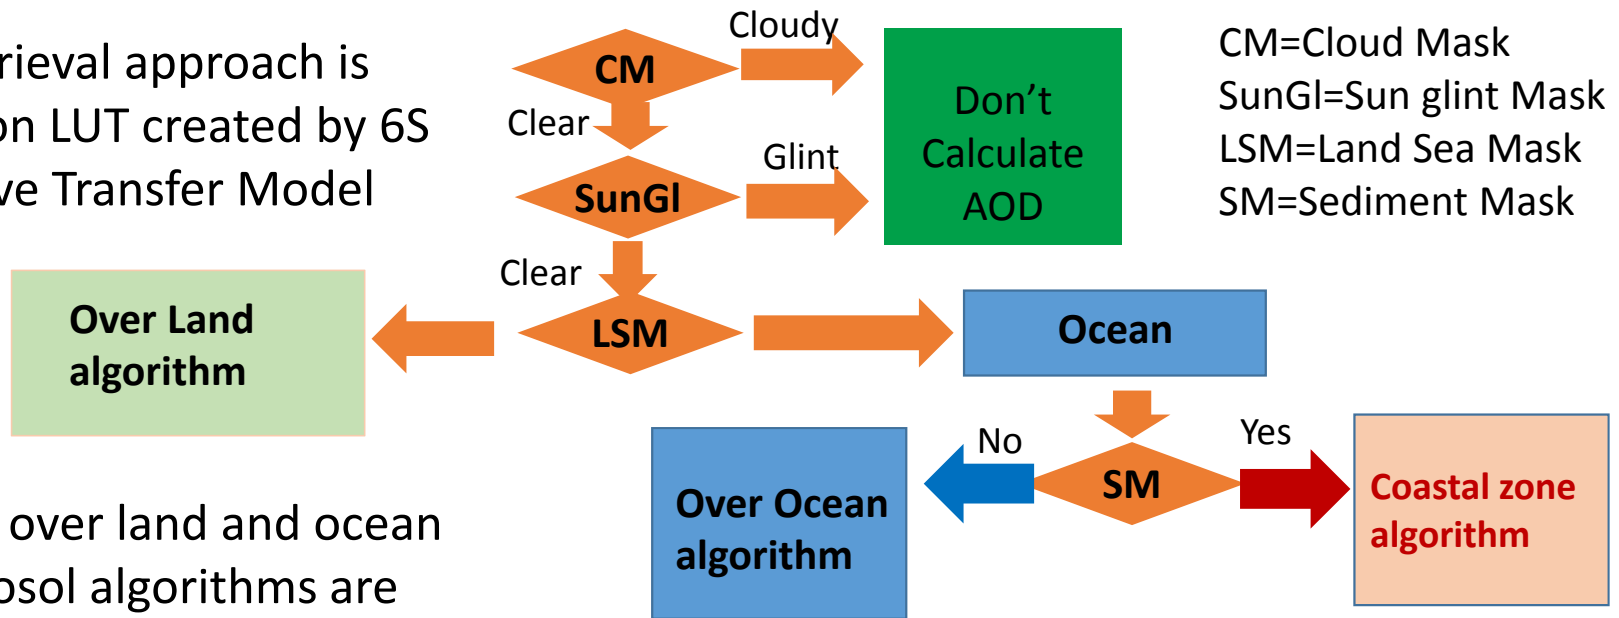 rieval approach is
on LUT created by 6S
ve Transfer Model
Cloudy
CM
Clear
Don't
Calculate
AOD
Glint
SunGl
Clear
LSM
CM=Cloud Mask
SunGl=Sun glint Mask
LSM=Land Sea Mask
SM=Sediment Mask
Over Land
algorithm
Ocean
No
SM
Yes
Over Ocean
algorithm
Coastal zone
algorithm
over land and ocean
osol algorithms are